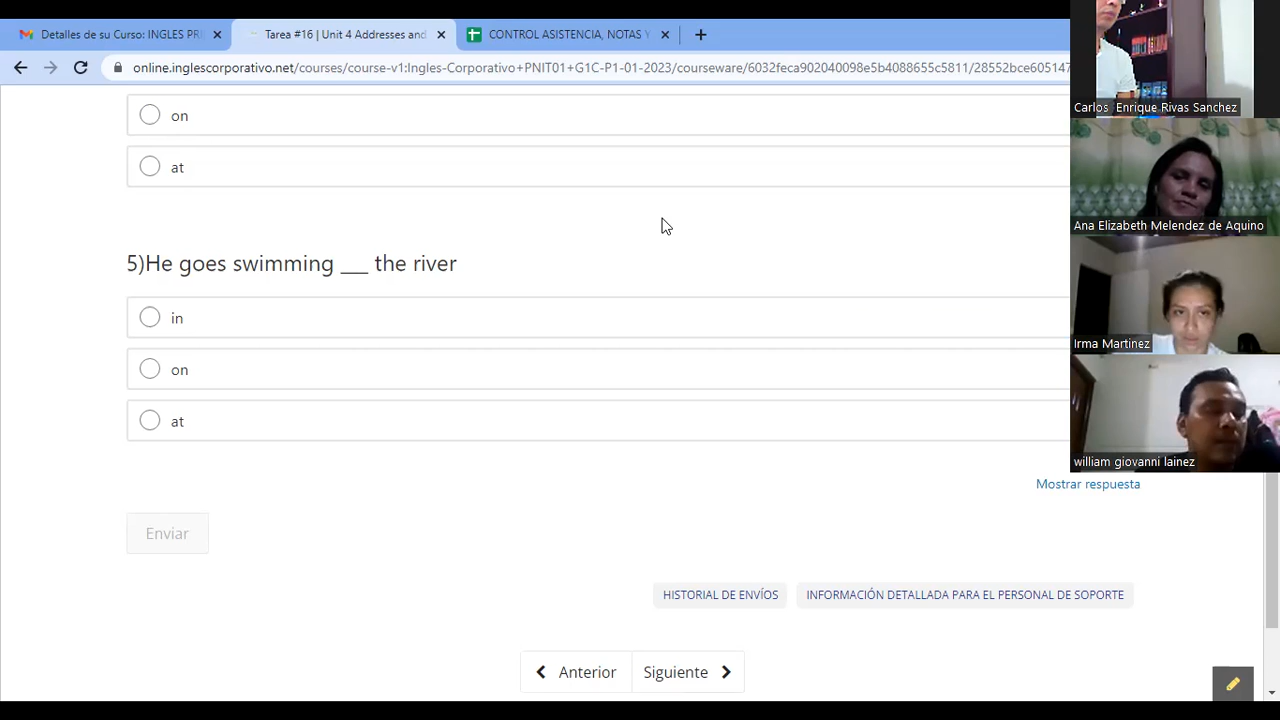 Detalles de su Curso: INGLES PRI
Tarea #16 | Unit 4 Addresses and
CONTROL ASISTENCIA, NOTAS Y
online.inglescorporativo.net/courses/course-v1:Ingles-Corporativo+PNIT01+G1C-P1-01-2023/courseware/6032feca902040098e5b4088655c5811/28552bce605147
on
at
5)He goes swimming ___ the river
in
on
at
Mostrar respuesta
Enviar
HISTORIAL DE ENVÍOS
INFORMACIÓN DETALLADA PARA EL PERSONAL DE SOPORTE
Anterior
Siguiente
Carlos Enrique Rivas Sanchez
Ana Elizabeth Melendez de Aquino
Irma Martinez
william giovanni lainez